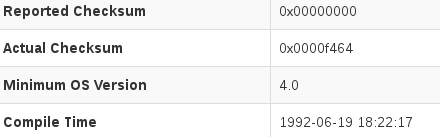 Reported Checksum 0x00000000
Actual Checksum 0x0000f464
Minimum OS Version 4.0
Compile Time 1992-06-19 18:22:17